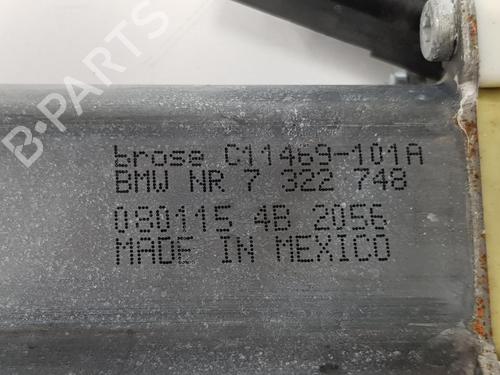 B-PARTS
brose C11469-101A
BMW NR 7 322 748
080115 4B 2056
MADE IN MEXICO